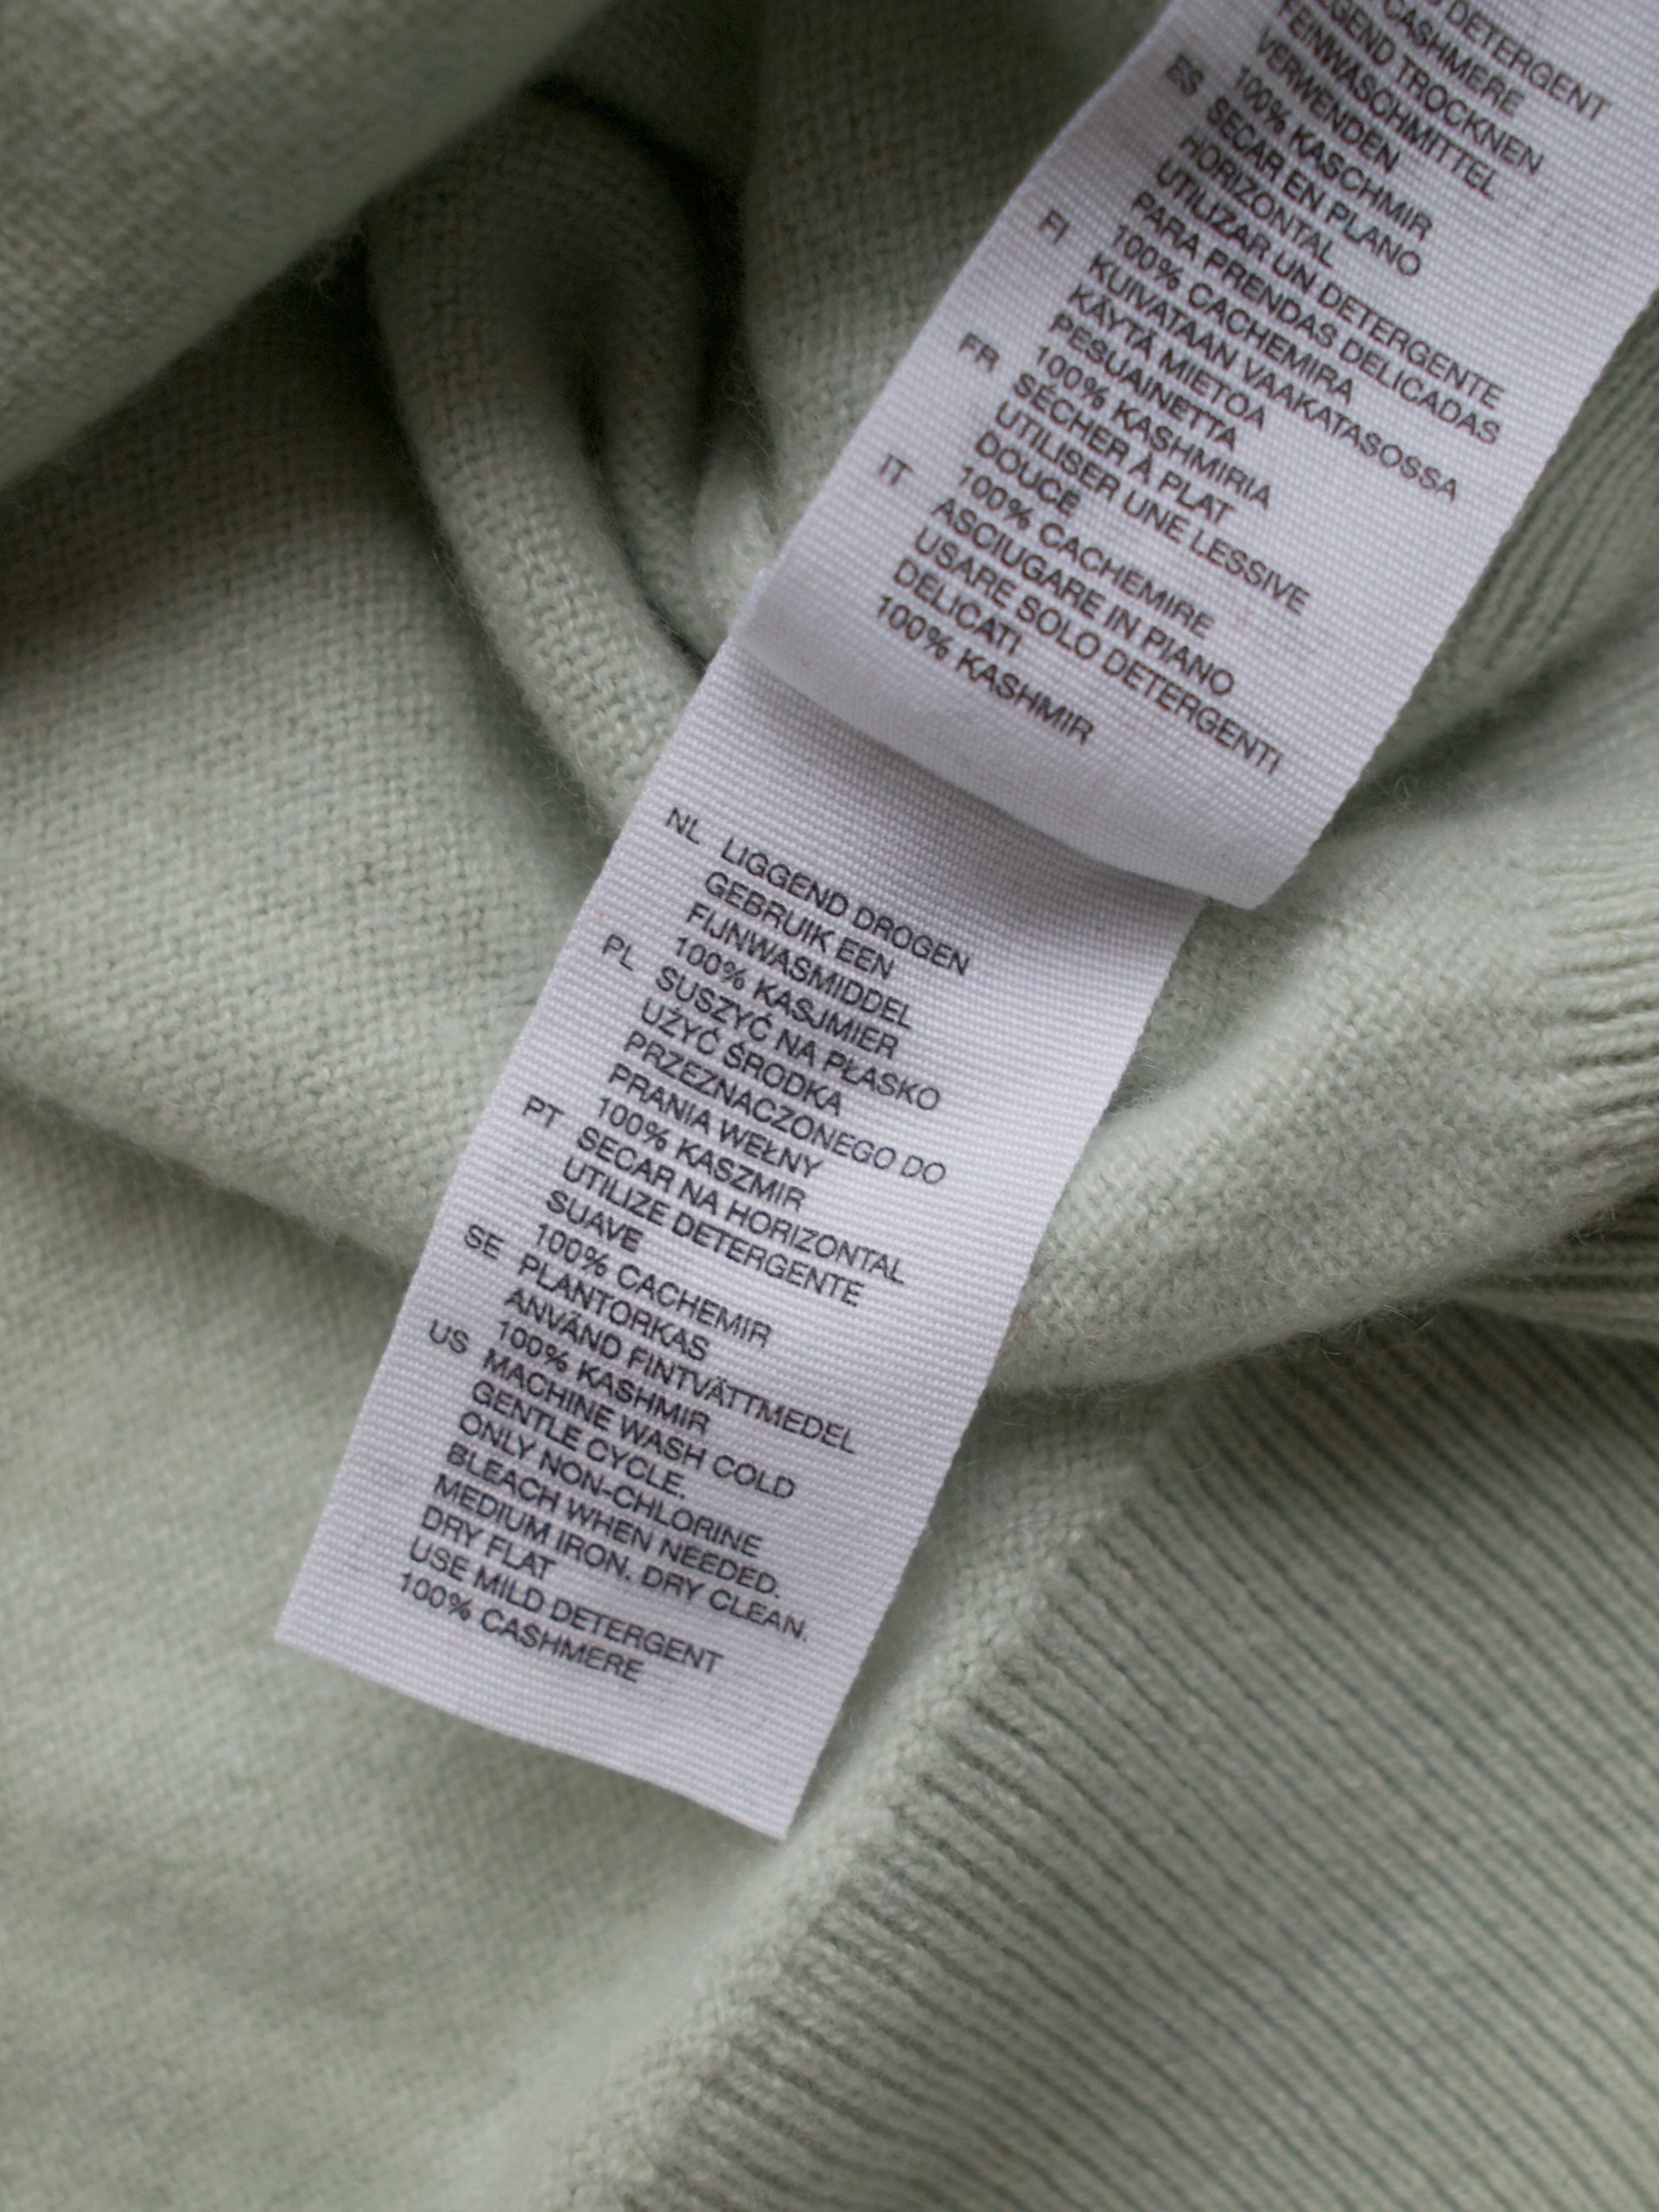 DETERGENT
CASHMERE
TROCKNEN
FEINWASCHMITTEL
VERWENDEN
100% KASCHMIR
ES SECAR EN PLANO
HORIZONTAL
UTILIZAR UN DETERGENTE
PARA PRENDAS DELICADAS
100% CACHEMIRA
FI KUIVATAAN VAAKATASOSSA
KÄYTÄ MIETOA
PESUAINETTA
100% KASHMIRIA
FR SÉCHER À PLAT
UTILISER UNE LESSIVE
DOUCE
100% CACHEMIRE
IT ASCIUGARE IN PIANO
USARE SOLO DETERGENTI
DELICATI
100% KASHMIR
NL LIGGEND DROGEN
GEBRUIK EEN
FIJNWASMIDDEL
100% KASJMIER
PL SUSZYĆ NA PŁASKO
UŻYĆ ŚRODKA
PRZEZNACZONEGO DO
PRANIA WEŁNY
100% KASZMIR
PT SECAR NA HORIZONTAL
UTILIZE DETERGENTE
SUAVE
100% CACHEMIR
SE PLANTORKAS
ANVÄND FINTVÄTTMEDEL
100% KASHMIR
US MACHINE WASH COLD
GENTLE CYCLE.
ONLY NON-CHLORINE
BLEACH WHEN NEEDED.
MEDIUM IRON. DRY CLEAN.
DRY FLAT
USE MILD DETERGENT
100% CASHMERE